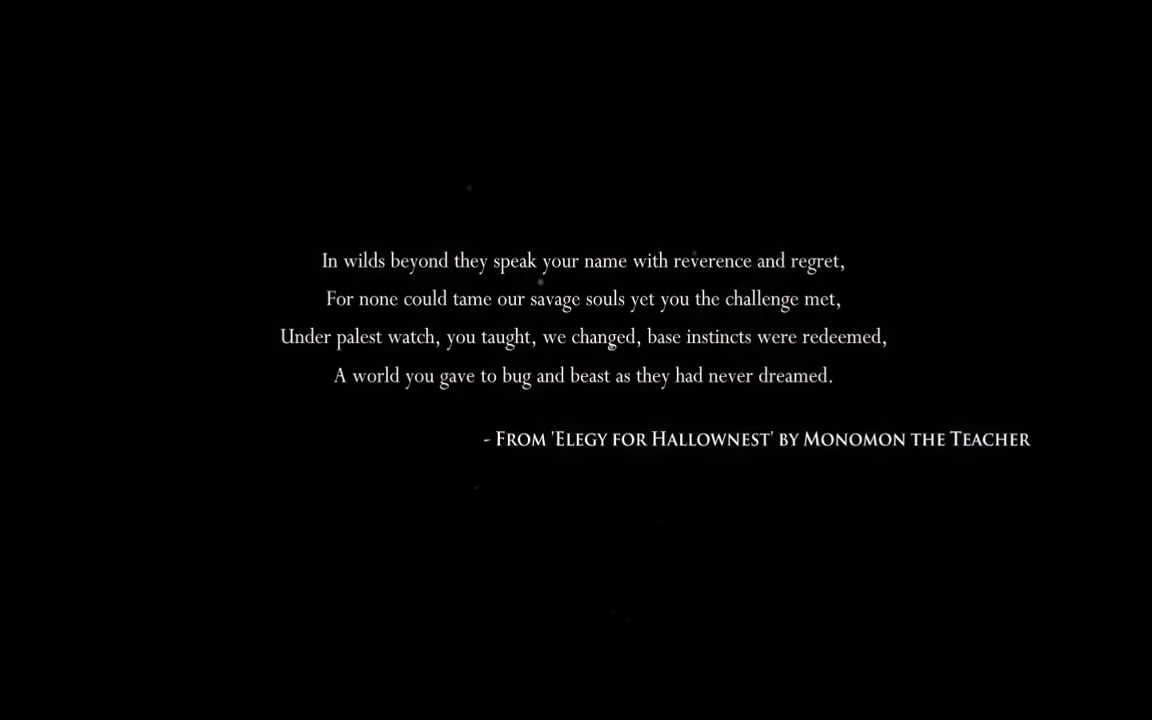 In wilds beyond they speak your name with reverence and regret,
For none could tame our savage souls yet you the challenge met,
Under palest watch, you taught, we changed, base instincts were redeemed,
A world you gave to bug and beast as they had never dreamed.
- From 'Elegy for Hallownest' by Monomon the Teacher